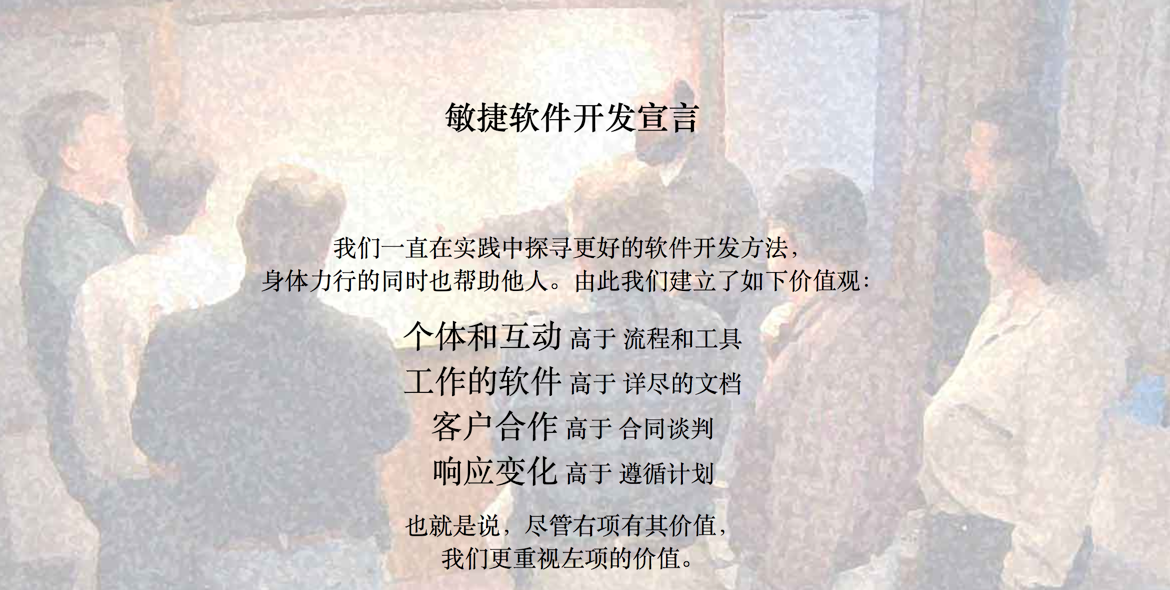 敏捷软件开发宣言
我们一直在实践中探寻更好的软件开发方法，
身体力行的同时也帮助他人。由此我们建立了如下价值观：
个体和互动 高于 流程和工具
工作的软件 高于 详尽的文档
客户合作 高于 合同谈判
响应变化 高于 遵循计划
也就是说，尽管右项有其价值，
我们更重视左项的价值。